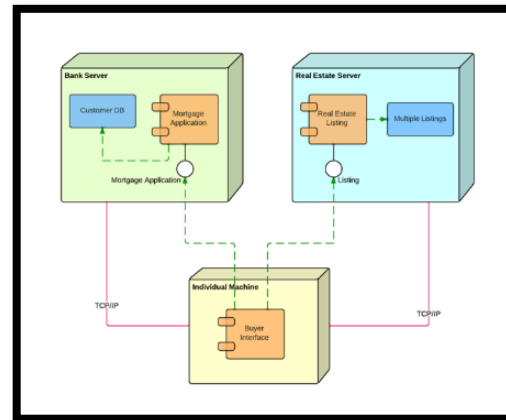 Bank Server
Customer DB
Mortgage
Application
Mortgage Application
Real Estate Server
Real Estate
Listing
Multiple Listings
Listing
TCP/IP
TCP/IP
Individual Machine
Buyer
Interface